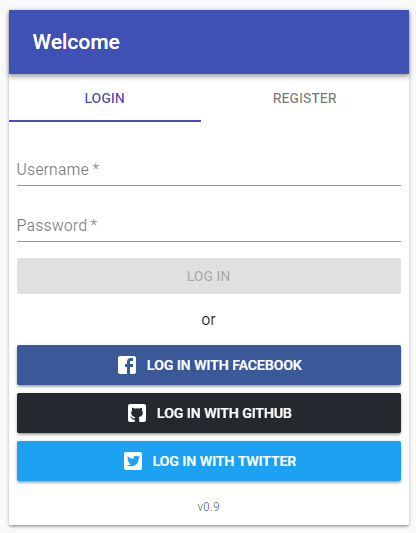 Welcome
LOGIN REGISTER
Username *
Password *
LOG IN
or
LOG IN WITH FACEBOOK
LOG IN WITH GITHUB
LOG IN WITH TWITTER
v0.9